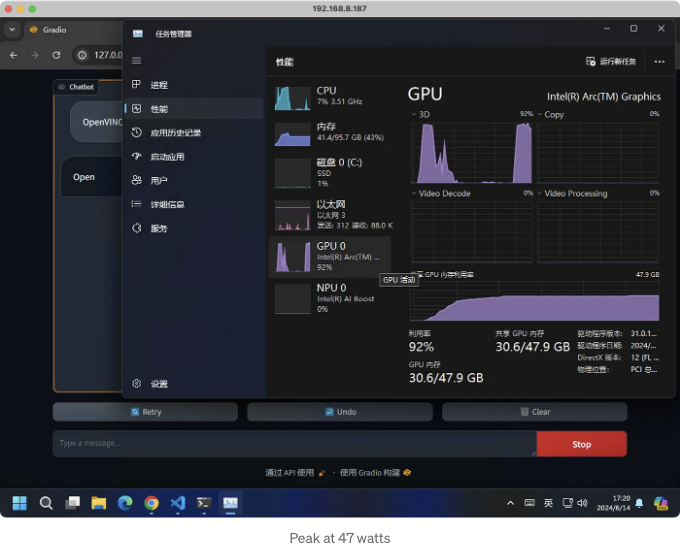 192.168.8.187
Gradio
127.0
Chatbot
OpenVINC
Open
任务管理器
进程
性能
应用历史记录
启动应用
用户
详细信息
服务
设置
性能
运行新任务
CPU
7% 3.51 GHz
内存
41.4/95.7 GB (43%)
磁盘 0 (C:)
SSD
1%
以太网
以太网 3
发送: 312 接收: 88.0 K
GPU 0
Intel(R) Arc(TM) ...
92%
NPU 0
Intel(R) AI Boost
0%
GPU
Intel(R) Arc(TM) Graphics
3D 92%
Copy 0%
Video Decode 0%
Video Processing 0%
GPU 活动
共享 GPU 内存利用率 47.9 GB
利用率
92%
共享 GPU 内存
30.6/47.9 GB
GPU 内存
30.6/47.9 GB
驱动程序版本: 31.0.1...
驱动程序日期: 2024/...
DirectX 版本: 12 (FL ...
物理位置: PCI 总...
Retry
Undo
Clear
Type a message...
Stop
通过 API 使用 · 使用 Gradio 构建
英
17:20
2024/6/14
Peak at 47 watts